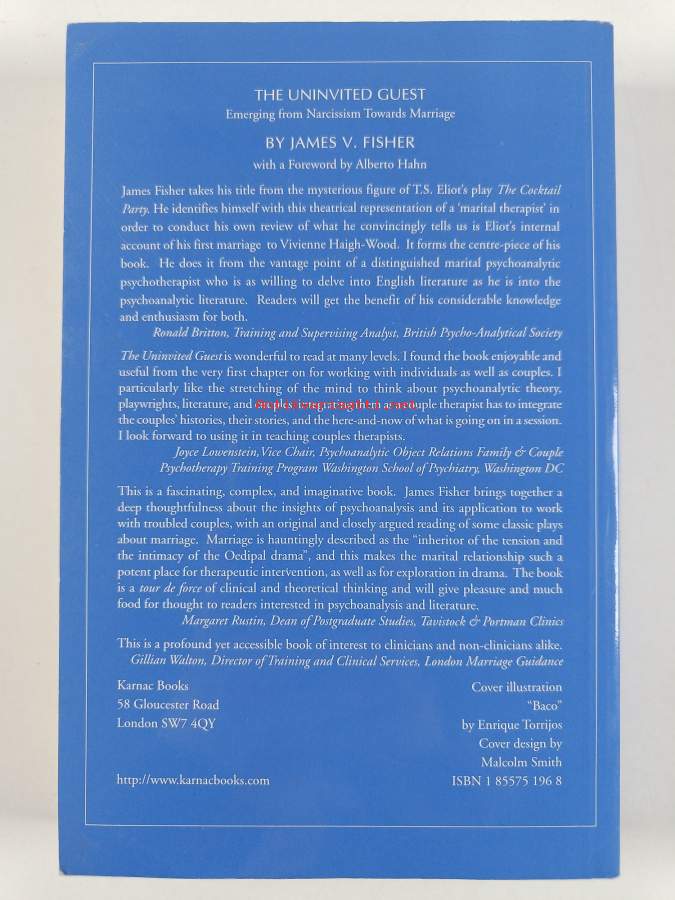 THE UNINVITED GUEST
Emerging from Narcissism Towards Marriage
BY JAMES V. FISHER
with a Foreword by Alberto Hahn
James Fisher takes his title from the mysterious figure of T.S. Eliot's play The Cocktail
Party. He identifies himself with this theatrical representation of a 'marital therapist' in
order to conduct his own review of what he convincingly tells us is Eliot's internal
account of his first marriage to Vivienne Haigh-Wood. It forms the centre-piece of his
book. He does it from the vantage point of a distinguished marital psychoanalytic
psychotherapist who is as willing to delve into English literature as he is into the
psychoanalytic literature. Readers will get the benefit of his considerable knowledge
and enthusiasm for both.
Ronald Britton, Training and Supervising Analyst, British Psycho-Analytical Society
The Uninvited Guest is wonderful to read at many levels. I found the book enjoyable and
useful from the very first chapter on for working with individuals as well as couples. I
particularly like the stretching of the mind to think about psychoanalytic theory,
playwrights, literature, and couples, integrating them as a couple therapist has to integrate
the couples' histories, their stories, and the here-and-now of what is going on in a session.
I look forward to using it in teaching couples therapists.
Joyce Lowenstein, Vice Chair, Psychoanalytic Object Relations Family & Couple
Psychotherapy Training Program Washington School of Psychiatry, Washington DC
This is a fascinating, complex, and imaginative book. James Fisher brings together a
deep thoughtfulness about the insights of psychoanalysis and its application to work
with troubled couples, with an original and closely argued reading of some classic plays
about marriage. Marriage is hauntingly described as the "inheritor of the tension and
the intimacy of the Oedipal drama", and this makes the marital relationship such a
potent place for therapeutic intervention, as well as for exploration in drama. The book
is a tour de force of clinical and theoretical thinking and will give pleasure and much
food for thought to readers interested in psychoanalysis and literature.
Margaret Rustin, Dean of Postgraduate Studies, Tavistock & Portman Clinics
This is a profound yet accessible book of interest to clinicians and non-clinicians alike.
Gillian Walton, Director of Training and Clinical Services, London Marriage Guidance
Karnac Books
58 Gloucester Road
London SW7 4QY
http://www.karnacbooks.com
Cover illustration
"Baco"
by Enrique Torrijos
Cover design by
Malcolm Smith
ISBN 1 85575 196 8